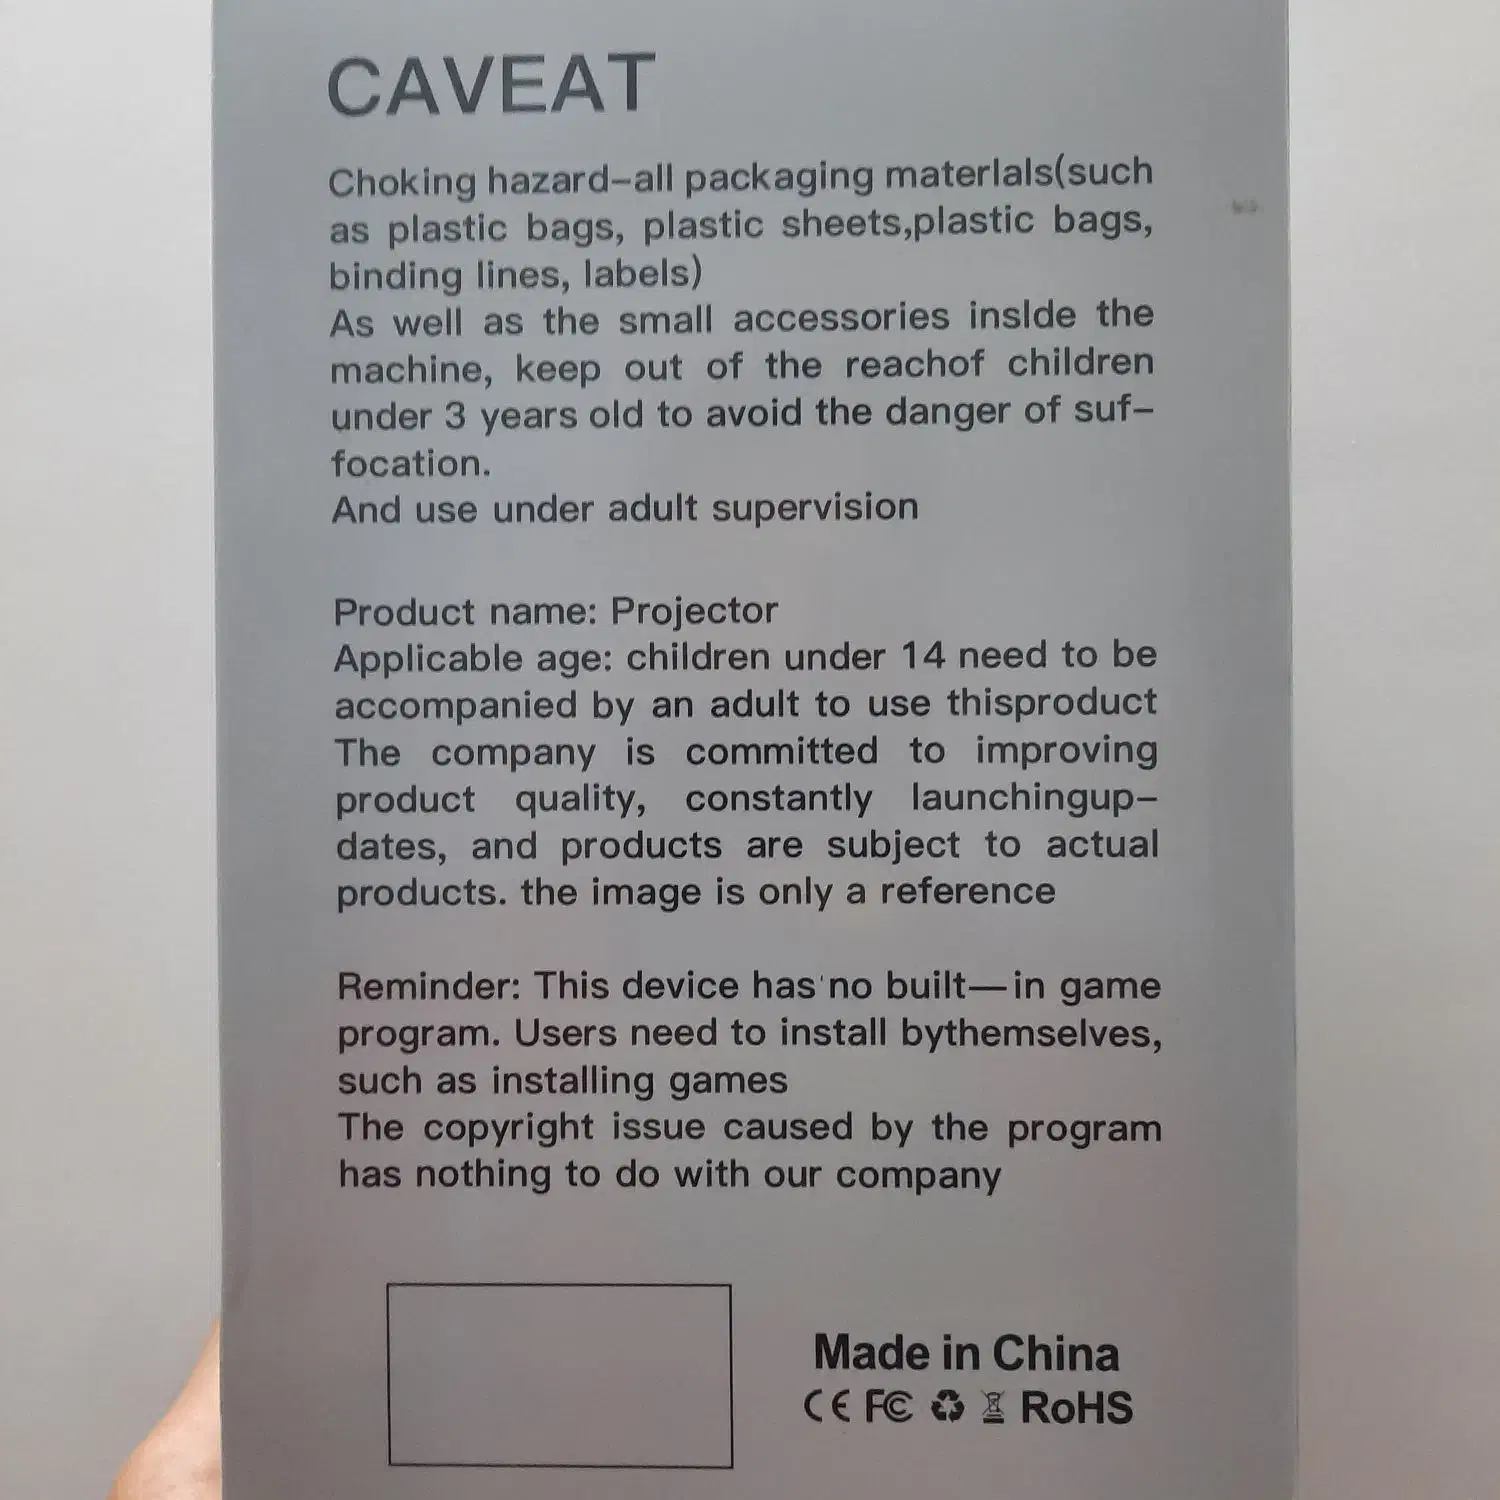 CAVEAT
Choking hazard–all packaging materlals(such
as plastic bags, plastic sheets,plastic bags,
binding lines, labels)
As well as the small accessories inslde the
machine, keep out of the reachof children
under 3 years old to avoid the danger of suf–
focation.
And use under adult supervision
Product name: Projector
Applicable age: children under 14 need to be
accompanied by an adult to use thisproduct
The company is committed to improving
product quality, constantly launchingup–
dates, and products are subject to actual
products. the image is only a reference
Reminder: This device has no built—in game
program. Users need to install bythemselves,
such as installing games
The copyright issue caused by the program
has nothing to do with our company
Made in China
CE FC RoHS